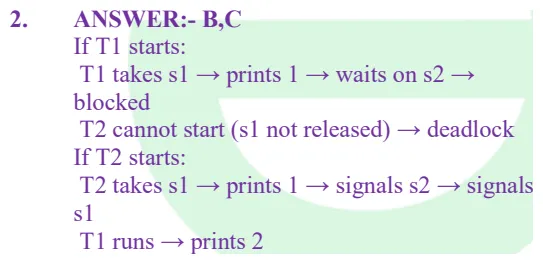 2. ANSWER:- B,C
If T1 starts:
T1 takes s1 → prints 1 → waits on s2 →
blocked
T2 cannot start (s1 not released) → deadlock
If T2 starts:
T2 takes s1 → prints 1 → signals s2 → signals
s1
T1 runs → prints 2